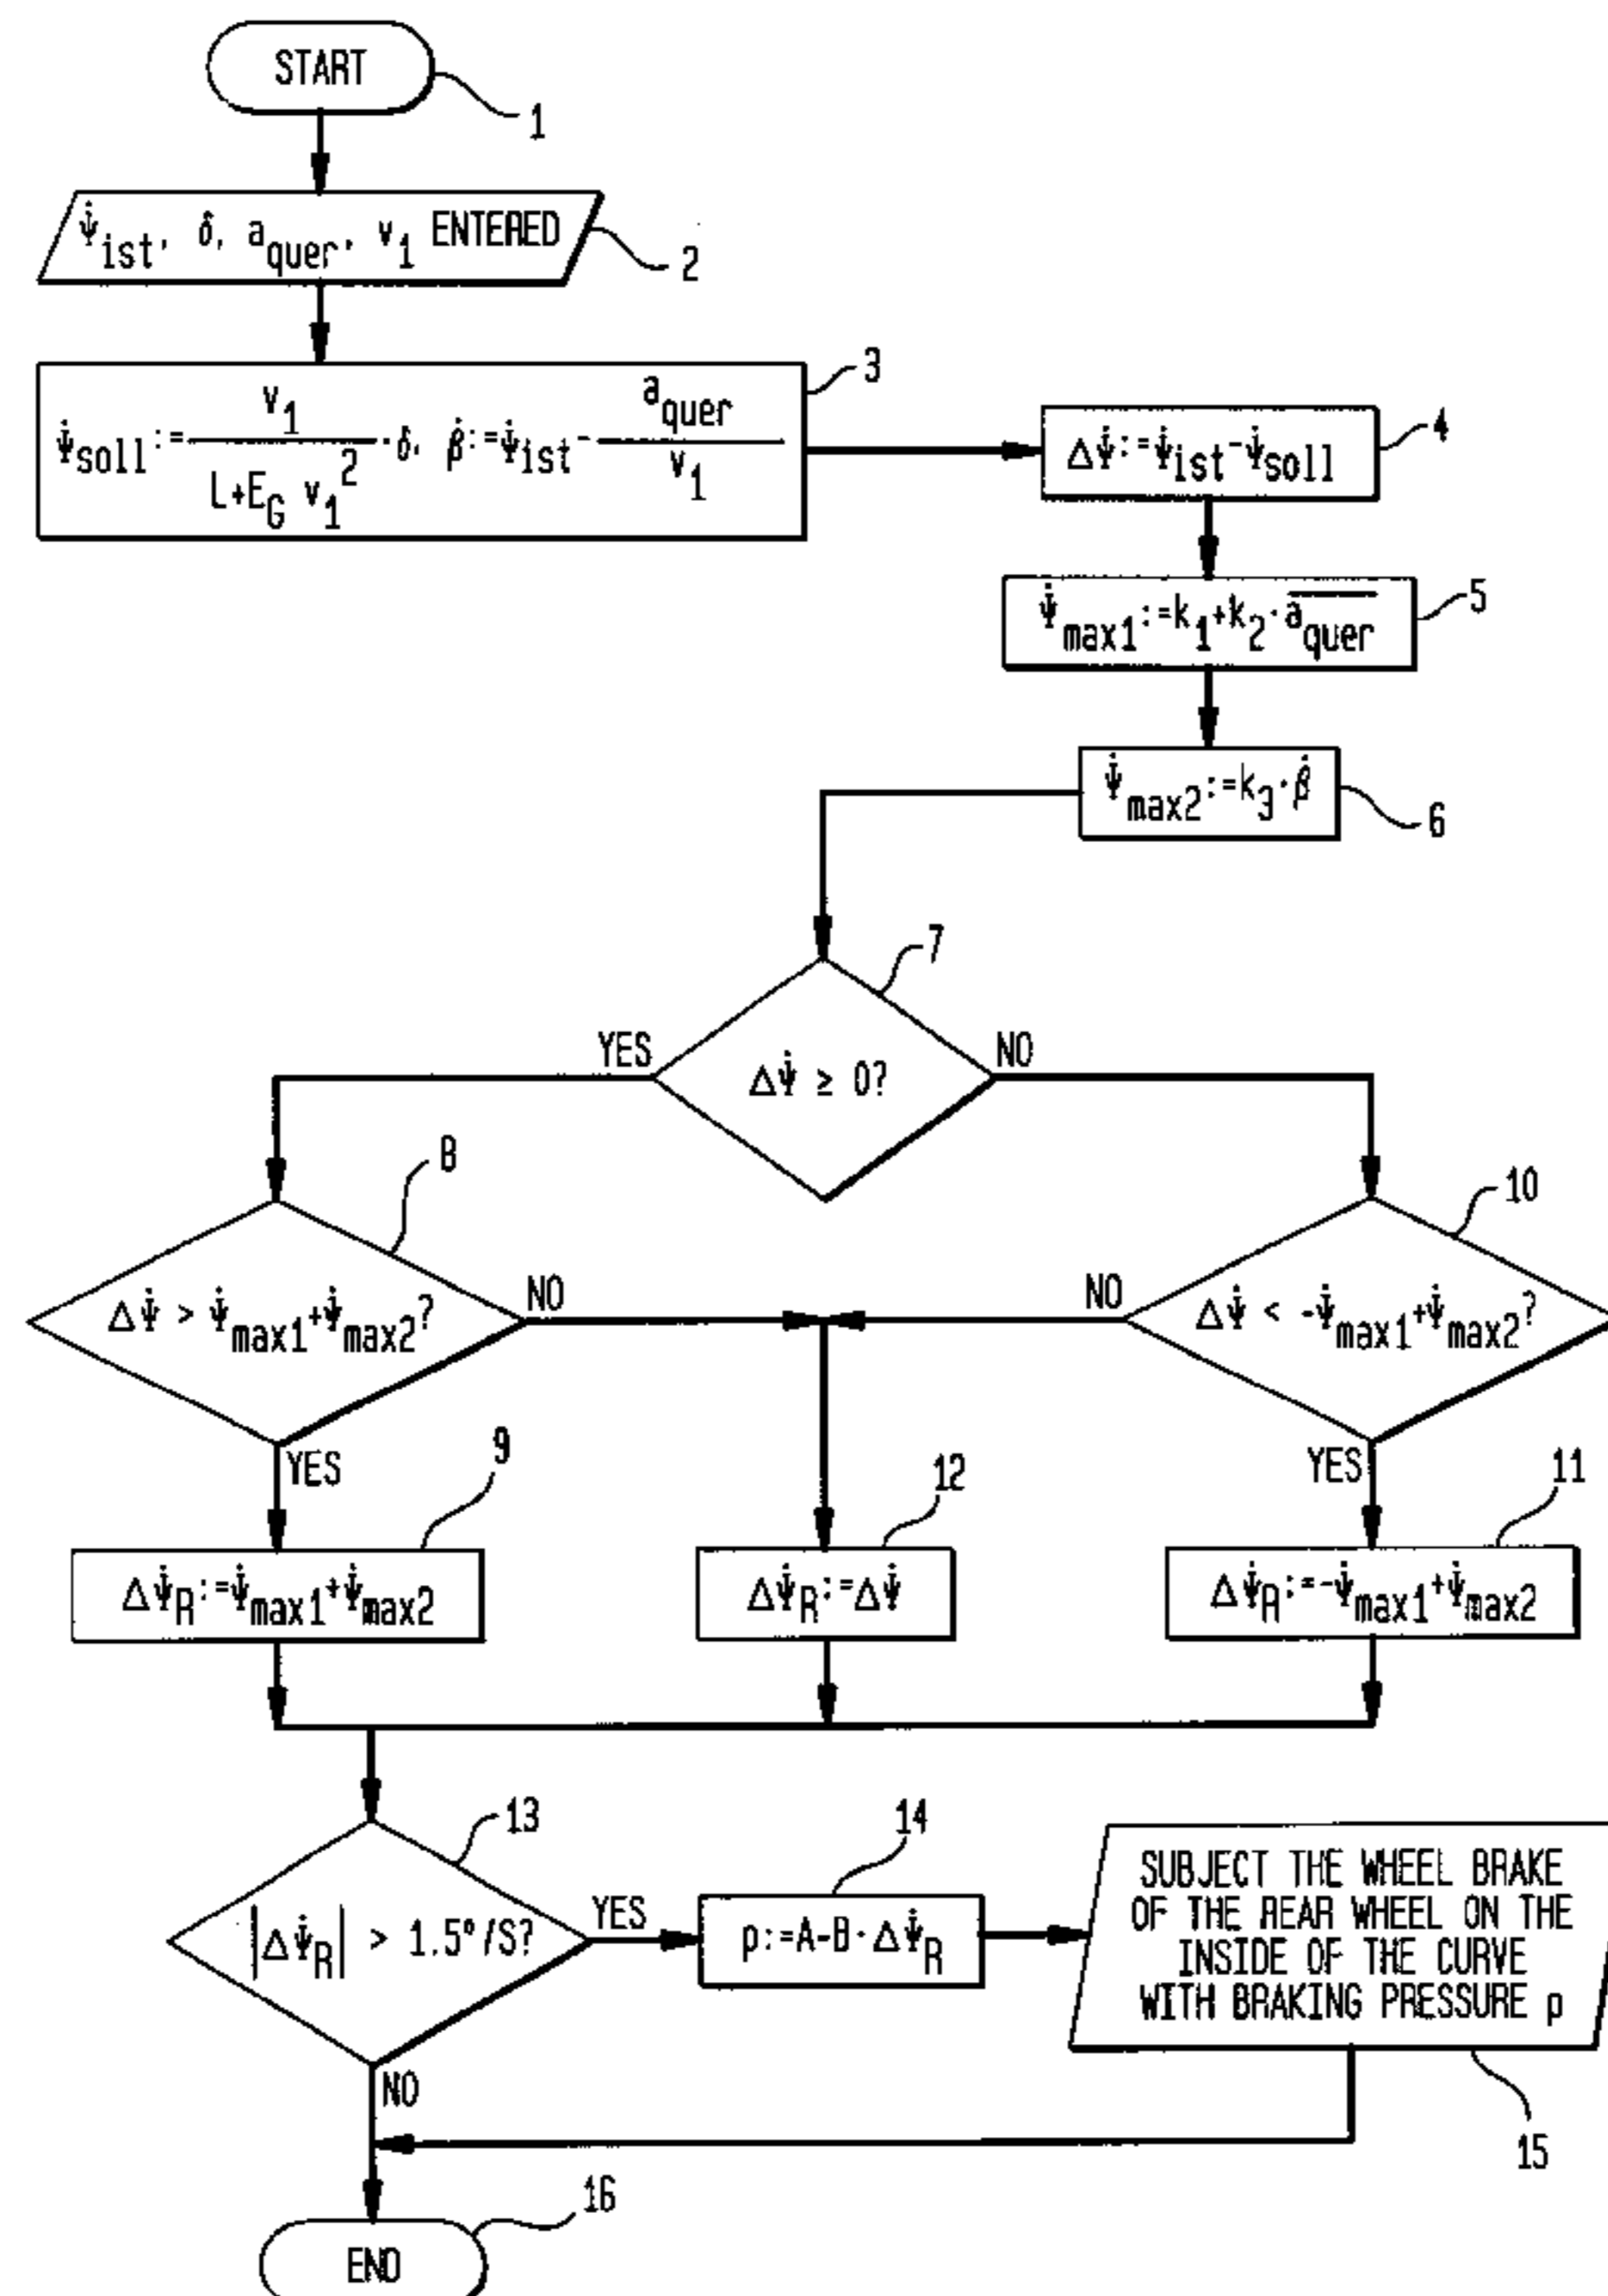 START
1
ψ̇ist, δ, aquer, v1 ENTERED
2
ψ̇soll := v1 / (L+EG v1²) · δ, β̇ := ψ̇ist - aquer / v1
3
Δψ̇ := ψ̇ist - ψ̇soll
4
ψ̇max1 := k1+k2 · a̅quer
5
ψ̇max2 := k3 · β̇
6
7
YES
NO
Δψ̇ ≥ 0?
8
10
Δψ̇ > ψ̇max1+ψ̇max2?
NO
NO
Δψ̇ < -ψ̇max1+ψ̇max2?
YES
9
12
YES
11
Δψ̇R := ψ̇max1+ψ̇max2
Δψ̇R := Δψ̇
Δψ̇R := -ψ̇max1+ψ̇max2
13
14
|Δψ̇R| > 1.5°/S?
YES
p := A-B · Δψ̇R
SUBJECT THE WHEEL BRAKE
OF THE REAR WHEEL ON THE
INSIDE OF THE CURVE
WITH BRAKING PRESSURE p
NO
15
16
END